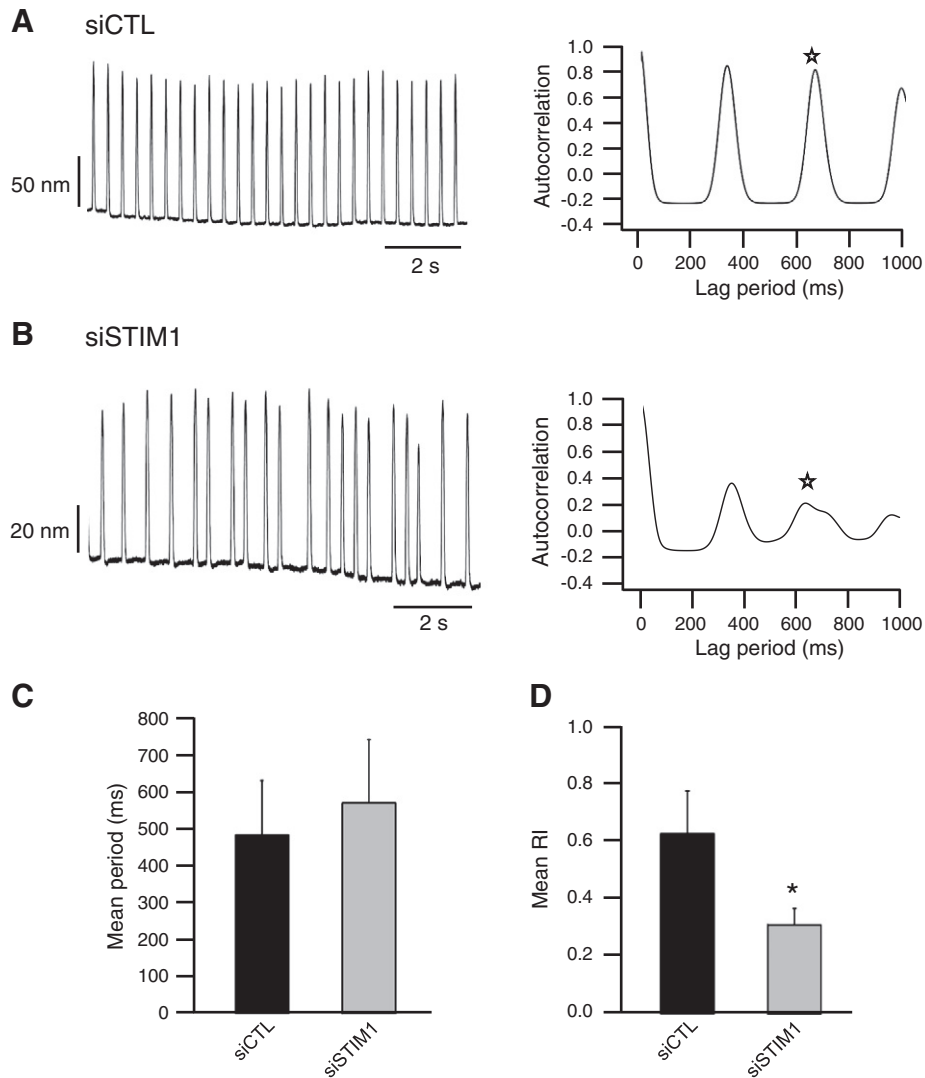 A
siCTL
50 nm
2 s
Autocorrelation
1.0
0.8
0.6
0.4
0.2
0.0
-0.2
-0.4
0 200 400 600 800 1000
Lag period (ms)
B
siSTIM1
20 nm
2 s
Autocorrelation
1.0
0.8
0.6
0.4
0.2
0.0
-0.2
-0.4
0 200 400 600 800 1000
Lag period (ms)
C
Mean period (ms)
800
700
600
500
400
300
200
100
0
siCTL
siSTIM1
D
Mean RI
1.0
0.8
0.6
0.4
0.2
0.0
*
siCTL
siSTIM1